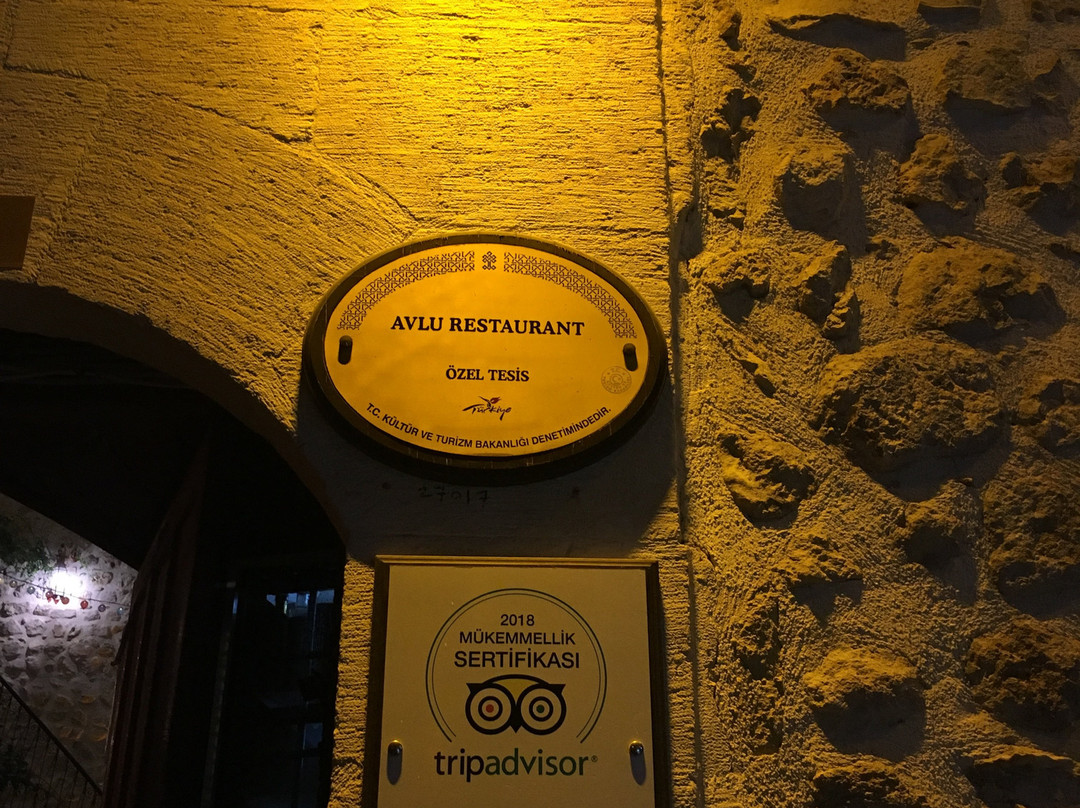 AVLU RESTAURANT
ÖZEL TESİS
Türkiye
T.C. KÜLTÜR VE TURİZM BAKANLIĞI DENETİMİNDEDİR.
27017
2018
MÜKEMMELLİK
SERTİFİKASI
tripadvisor®